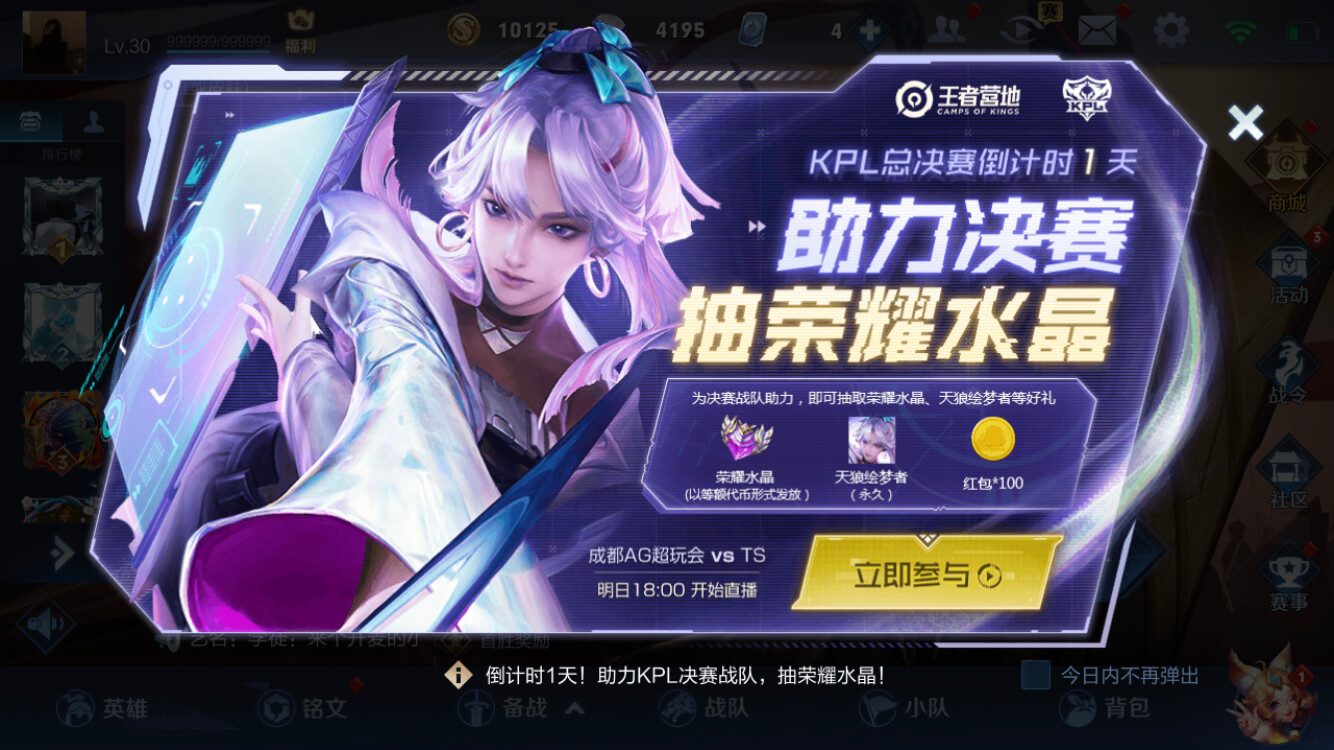 Lv.30
999999/999999
福利
10125
4195
4
赛
王者营地
CAMPS OF KINGS
KPL
KPL总决赛倒计时1天
助力决赛
抽荣耀水晶
为决赛战队助力，即可抽取荣耀水晶、天狼绘梦者等好礼
荣耀水晶
(以等额代币形式发放)
天狼绘梦者
(永久)
红包*100
成都AG超玩会 vs TS
明日18:00 开始直播
立即参与
排行榜
1
2
3
商城
3
活动
战令
社区
赛事
倒计时1天！助力KPL决赛战队，抽荣耀水晶！
今日内不再弹出
英雄
铭文
备战
战队
小队
背包
1